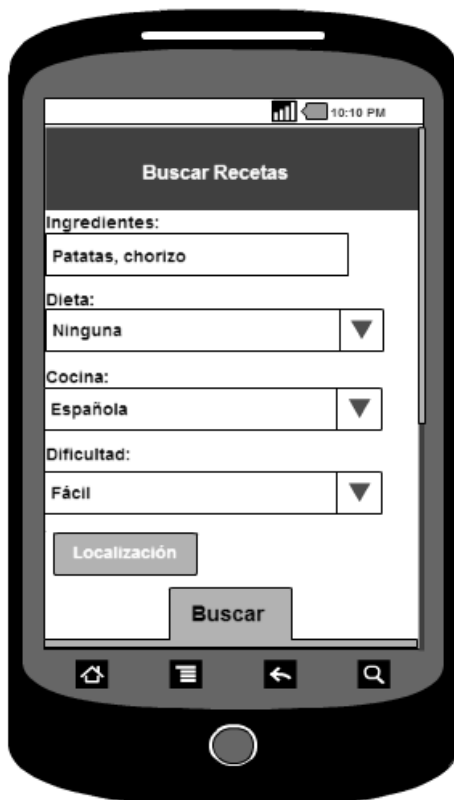 10:10 PM
Buscar Recetas
Ingredientes:
Patatas, chorizo
Dieta:
Ninguna
Cocina:
Española
Dificultad:
Fácil
Localización
Buscar